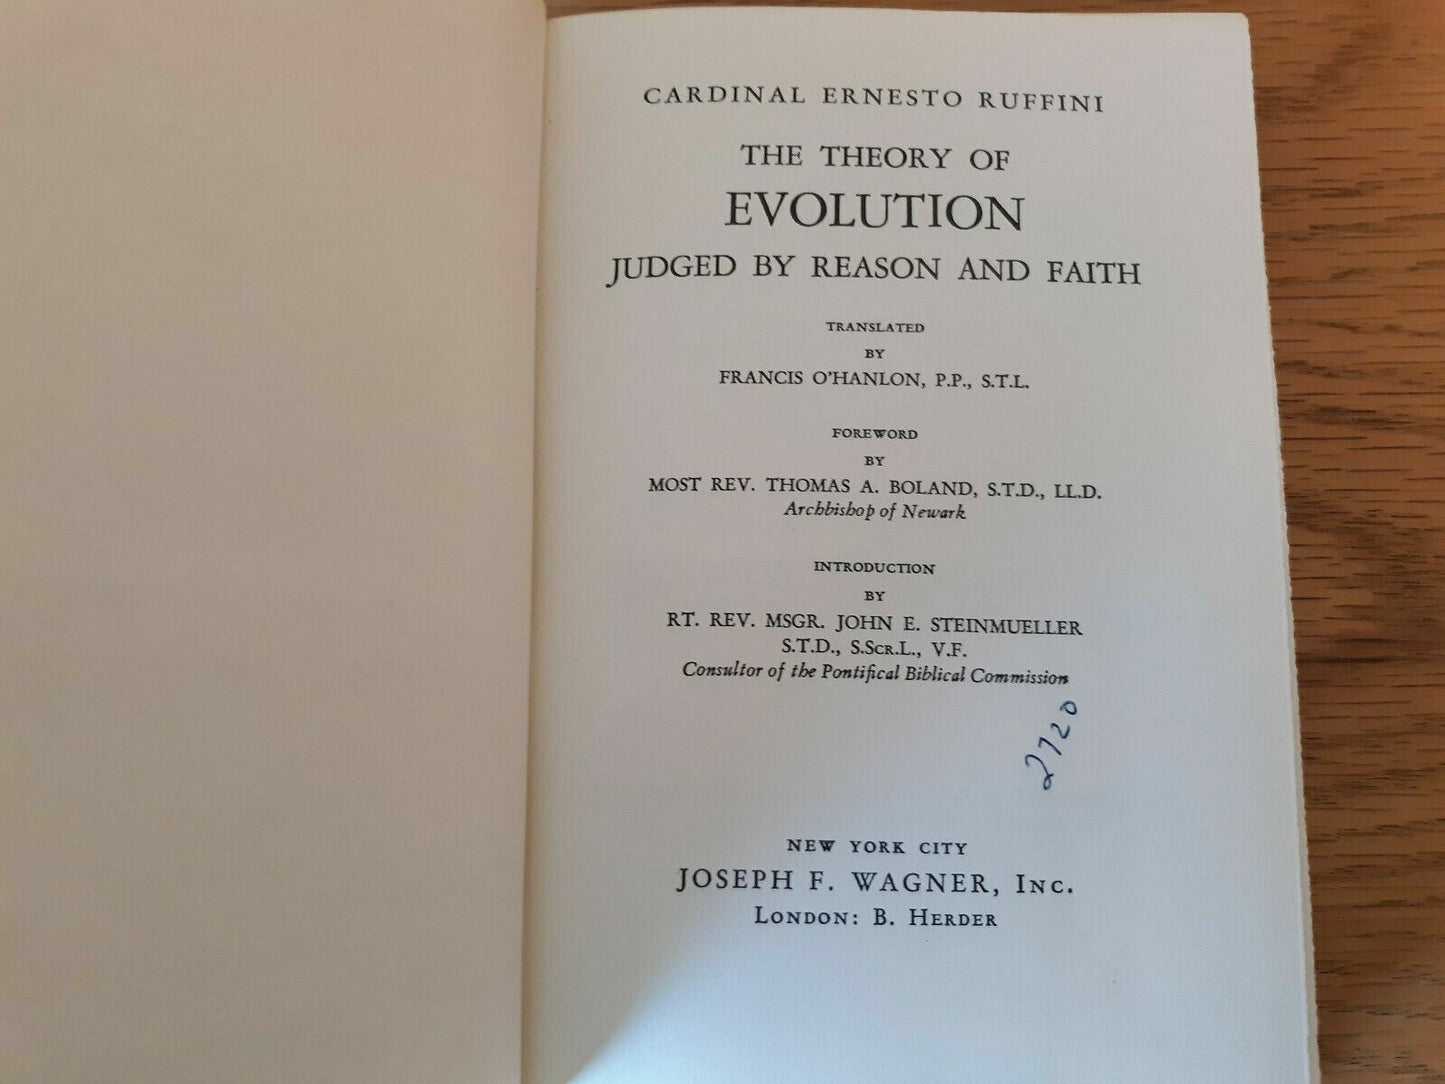 CARDINAL ERNESTO RUFFINI
THE THEORY OF
EVOLUTION
JUDGED BY REASON AND FAITH
TRANSLATED
BY
FRANCIS O'HANLON, P.P., S.T.L.
FOREWORD
BY
MOST REV. THOMAS A. BOLAND, S.T.D., LL.D.
Archbishop of Newark
INTRODUCTION
BY
RT. REV. MSGR. JOHN E. STEINMUELLER
S.T.D., S.SCR.L., V.F.
Consultor of the Pontifical Biblical Commission
2720
NEW YORK CITY
JOSEPH F. WAGNER, INC.
LONDON: B. HERDER